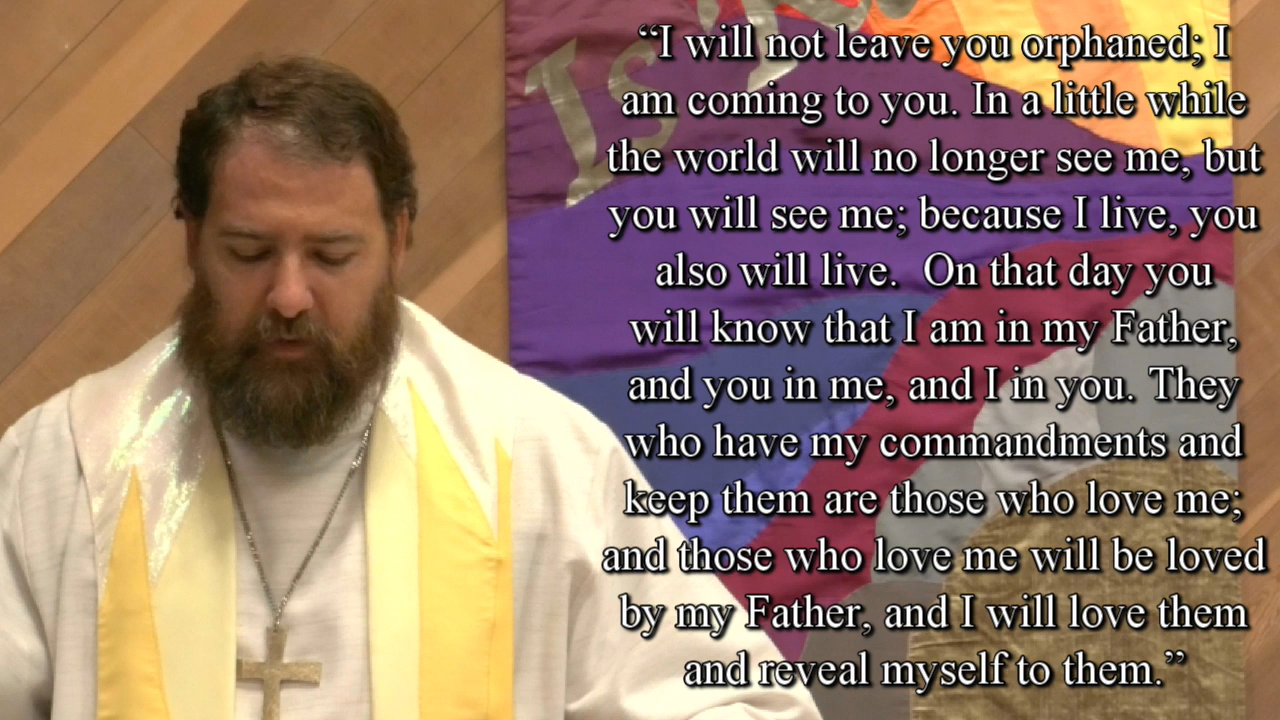 Is
“I will not leave you orphaned; I
am coming to you. In a little while
the world will no longer see me, but
you will see me; because I live, you
also will live.  On that day you
will know that I am in my Father,
and you in me, and I in you. They
who have my commandments and
keep them are those who love me;
and those who love me will be loved
by my Father, and I will love them
and reveal myself to them.”